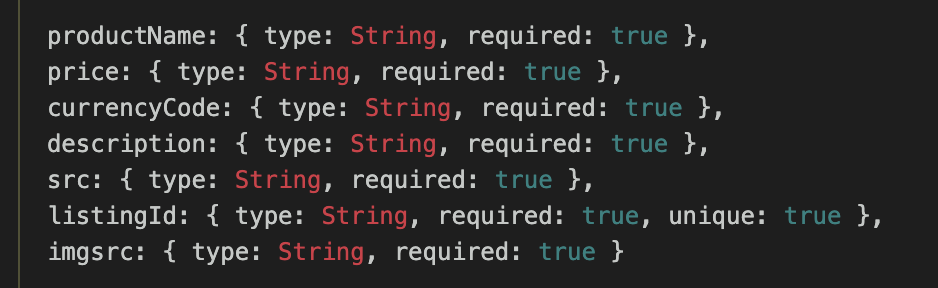 productName: { type: String, required: true },
price: { type: String, required: true },
currencyCode: { type: String, required: true },
description: { type: String, required: true },
src: { type: String, required: true },
listingId: { type: String, required: true, unique: true },
imgsrc: { type: String, required: true }